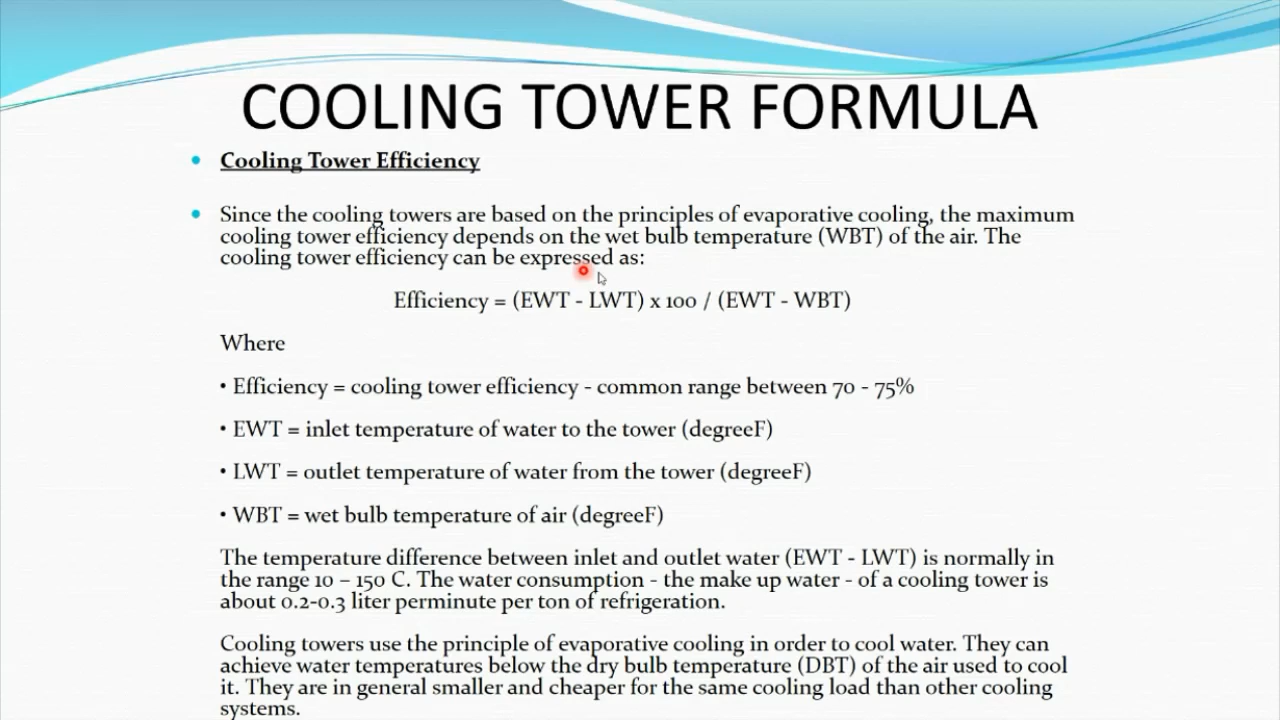 COOLING TOWER FORMULA
• Cooling Tower Efficiency
• Since the cooling towers are based on the principles of evaporative cooling, the maximum
cooling tower efficiency depends on the wet bulb temperature (WBT) of the air. The
cooling tower efficiency can be expressed as:
Efficiency = (EWT - LWT) x 100 / (EWT - WBT)
Where
• Efficiency = cooling tower efficiency - common range between 70 - 75%
• EWT = inlet temperature of water to the tower (degreeF)
• LWT = outlet temperature of water from the tower (degreeF)
• WBT = wet bulb temperature of air (degreeF)
The temperature difference between inlet and outlet water (EWT - LWT) is normally in
the range 10 – 150 C. The water consumption - the make up water - of a cooling tower is
about 0.2-0.3 liter perminute per ton of refrigeration.
Cooling towers use the principle of evaporative cooling in order to cool water. They can
achieve water temperatures below the dry bulb temperature (DBT) of the air used to cool
it. They are in general smaller and cheaper for the same cooling load than other cooling
systems.